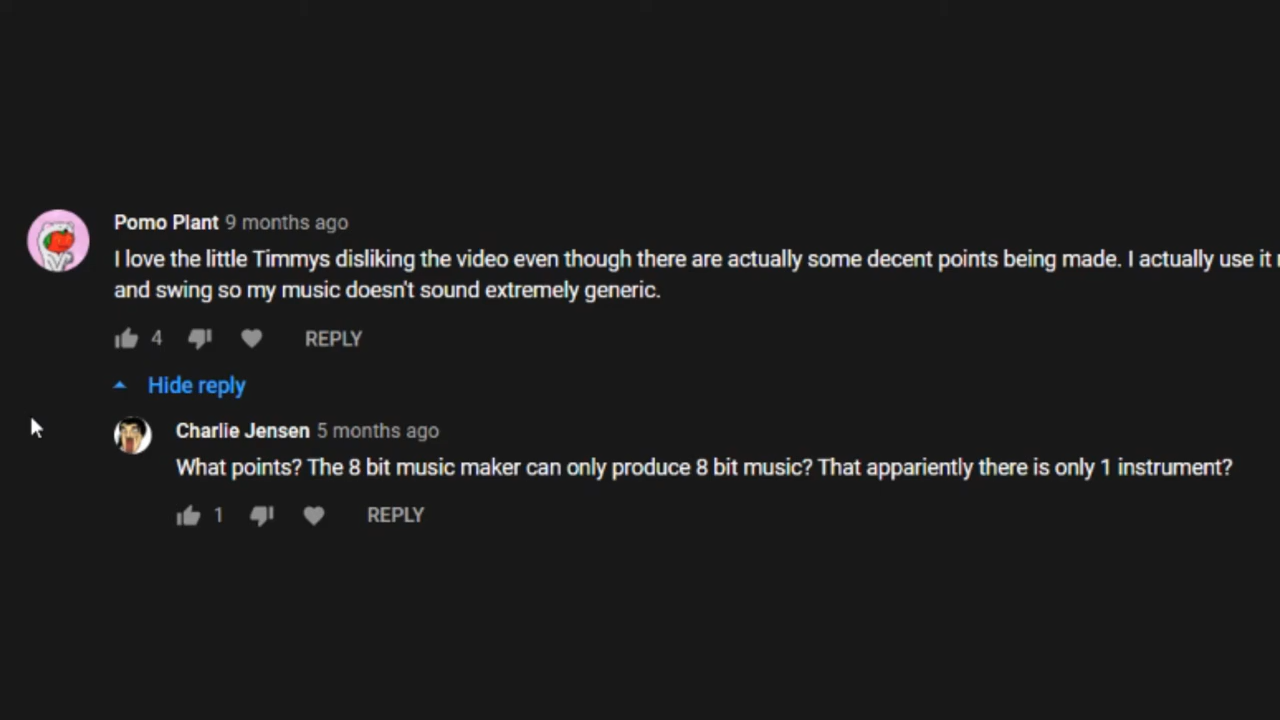 Pomo Plant 9 months ago
I love the little Timmys disliking the video even though there are actually some decent points being made. I actually use it
and swing so my music doesn't sound extremely generic.
4 REPLY
Hide reply
Charlie Jensen 5 months ago
What points? The 8 bit music maker can only produce 8 bit music? That appariently there is only 1 instrument?
1 REPLY